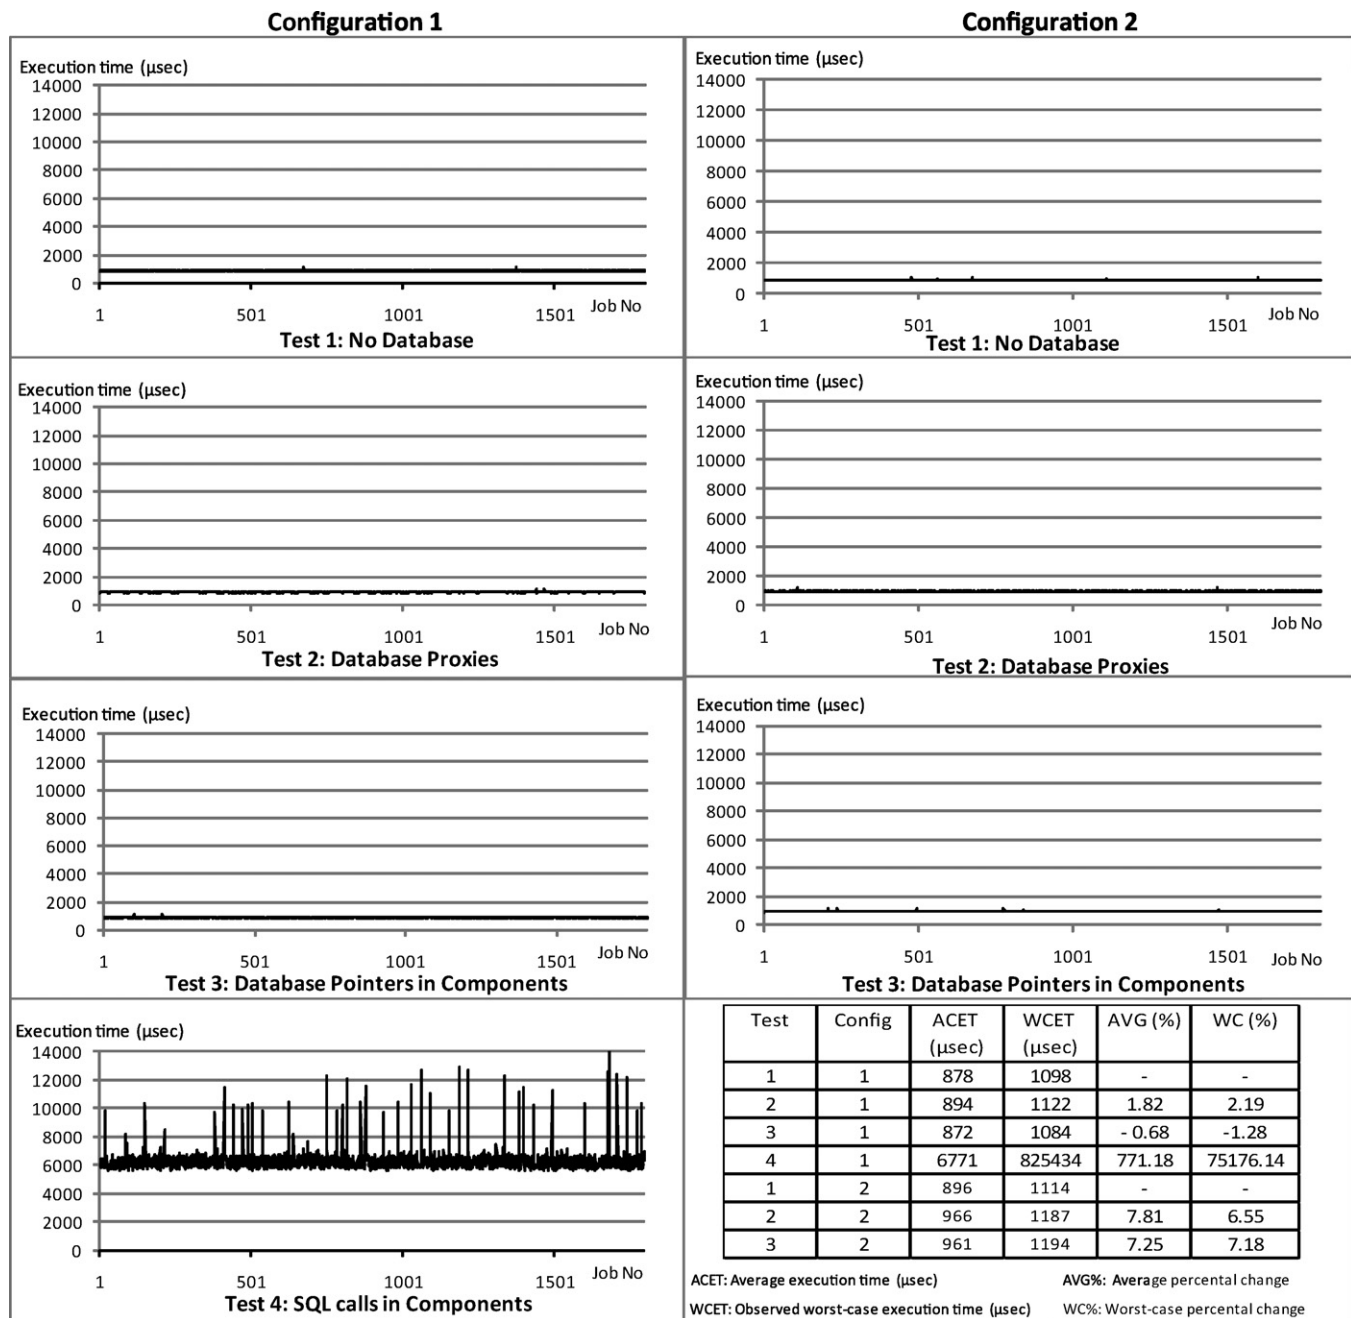 Configuration 1
Execution time (µsec)
14000
12000
10000
8000
6000
4000
2000
0
1 501 1001 1501 Job No
Test 1: No Database
Execution time (µsec)
14000
12000
10000
8000
6000
4000
2000
0
1 501 1001 1501 Job No
Test 2: Database Proxies
Execution time (µsec)
14000
12000
10000
8000
6000
4000
2000
0
1 501 1001 1501 Job No
Test 3: Database Pointers in Components
Execution time (µsec)
14000
12000
10000
8000
6000
4000
2000
0
1 501 1001 1501 Job No
Test 4: SQL calls in Components
Configuration 2
Execution time (µsec)
14000
12000
10000
8000
6000
4000
2000
0
1 501 1001 1501 Job No
Test 1: No Database
Execution time (µsec)
14000
12000
10000
8000
6000
4000
2000
0
1 501 1001 1501 Job No
Test 2: Database Proxies
Execution time (µsec)
14000
12000
10000
8000
6000
4000
2000
0
1 501 1001 1501 Job No
Test 3: Database Pointers in Components
Test Config ACET WCET AVG (%) WC (%)
(µsec) (µsec)
1 1 878 1098 - -
2 1 894 1122 1.82 2.19
3 1 872 1084 - 0.68 -1.28
4 1 6771 825434 771.18 75176.14
1 2 896 1114 - -
2 2 966 1187 7.81 6.55
3 2 961 1194 7.25 7.18
ACET: Average execution time (µsec) AVG%: Average percental change
WCET: Observed worst-case execution time (µsec) WC%: Worst-case percental change